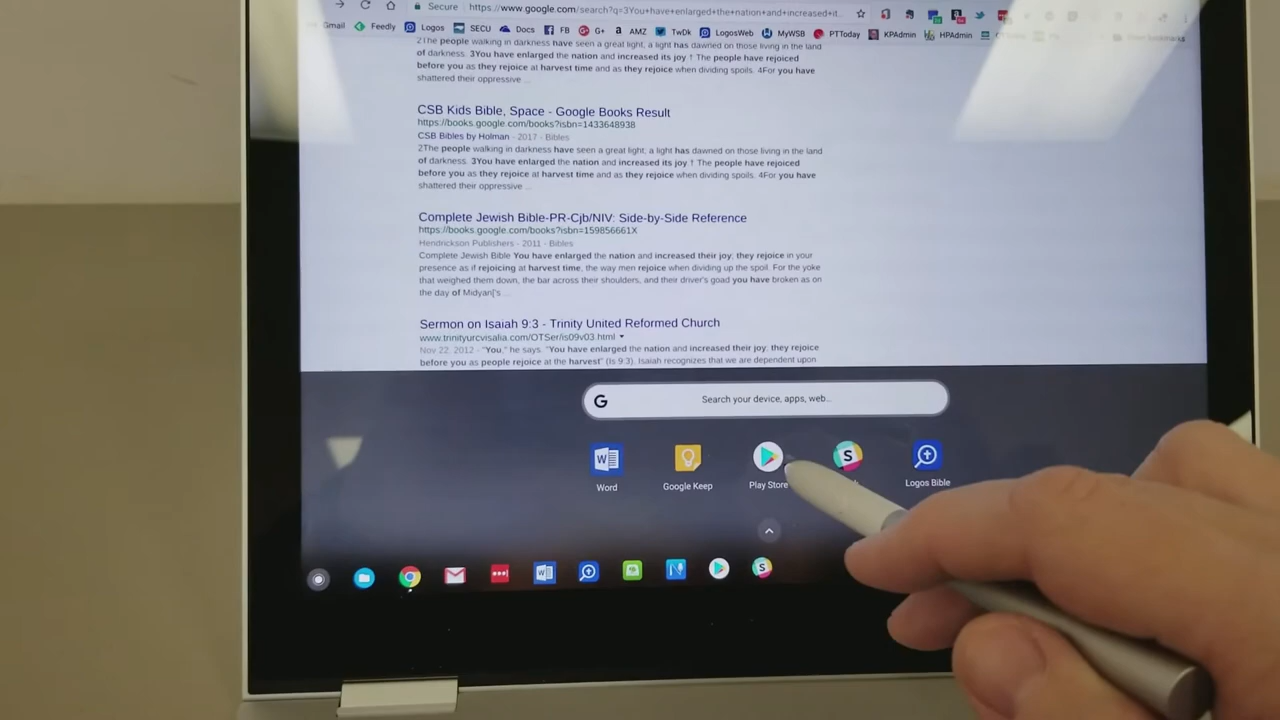 Secure https://www.google.com/search?q=3You+have+enlarged+the+nation+and+increased+it...
Gmail Feedly Logos SECU Docs FB G+ AMZ TwDk LogosWeb MyWSB PTToday KPAdmin HPAdmin
2The people walking in darkness have seen a great light; a light has dawned on those living in the land
of darkness. 3You have enlarged the nation and increased its joy.† The people have rejoiced
before you as they rejoice at harvest time and as they rejoice when dividing spoils. 4For you have
shattered their oppressive ...
CSB Kids Bible, Space - Google Books Result
https://books.google.com/books?isbn=1433648938
CSB Bibles by Holman - 2017 - Bibles
2The people walking in darkness have seen a great light; a light has dawned on those living in the land
of darkness. 3You have enlarged the nation and increased its joy.† The people have rejoiced
before you as they rejoice at harvest time and as they rejoice when dividing spoils. 4For you have
shattered their oppressive ...
Complete Jewish Bible-PR-Cjb/NIV: Side-by-Side Reference
https://books.google.com/books?isbn=159856661X
Hendrickson Publishers - 2011 - Bibles
Complete Jewish Bible You have enlarged the nation and increased their joy; they rejoice in your
presence as if rejoicing at harvest time, the way men rejoice when dividing up the spoil. For the yoke
that weighed them down, the bar across their shoulders, and their driver's goad you have broken as on
the day of Midyan['s ...
Sermon on Isaiah 9:3 - Trinity United Reformed Church
www.trinityurcvisalia.com/OTSer/is09v03.html
Nov 22, 2012 - "You," he says. "You have enlarged the nation and increased their joy; they rejoice
before you as people rejoice at the harvest" (Is 9:3). Isaiah recognizes that we are dependent upon
G Search your device, apps, web...
Word Google Keep Play Store Logos Bible